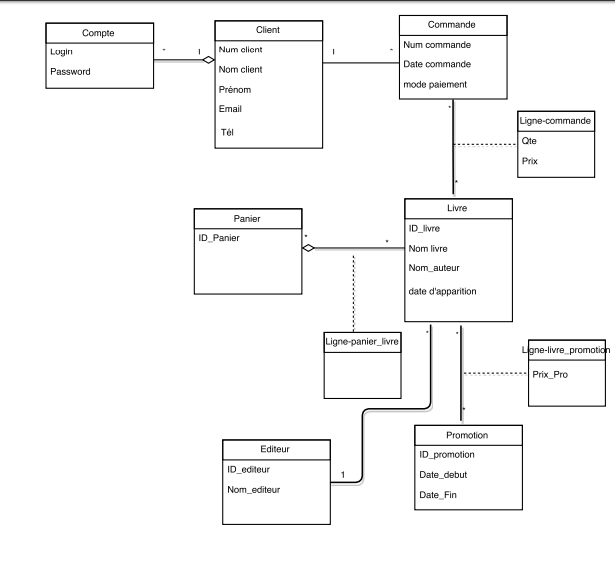 Compte
Login
Password
*
1
Client
Num client
Nom client
Prénom
Email
Tél
1
*
Commande
Num commande
Date commande
mode paiement
*
*
Ligne-commande
Qte
Prix
Panier
ID_Panier
*
*
Livre
ID_livre
Nom livre
Nom_auteur
date d'apparition
*
*
Ligne-panier_livre
Ligne-livre_promotion
Prix_Pro
*
Editeur
ID_editeur
Nom_editeur
1
Promotion
ID_promotion
Date_debut
Date_Fin